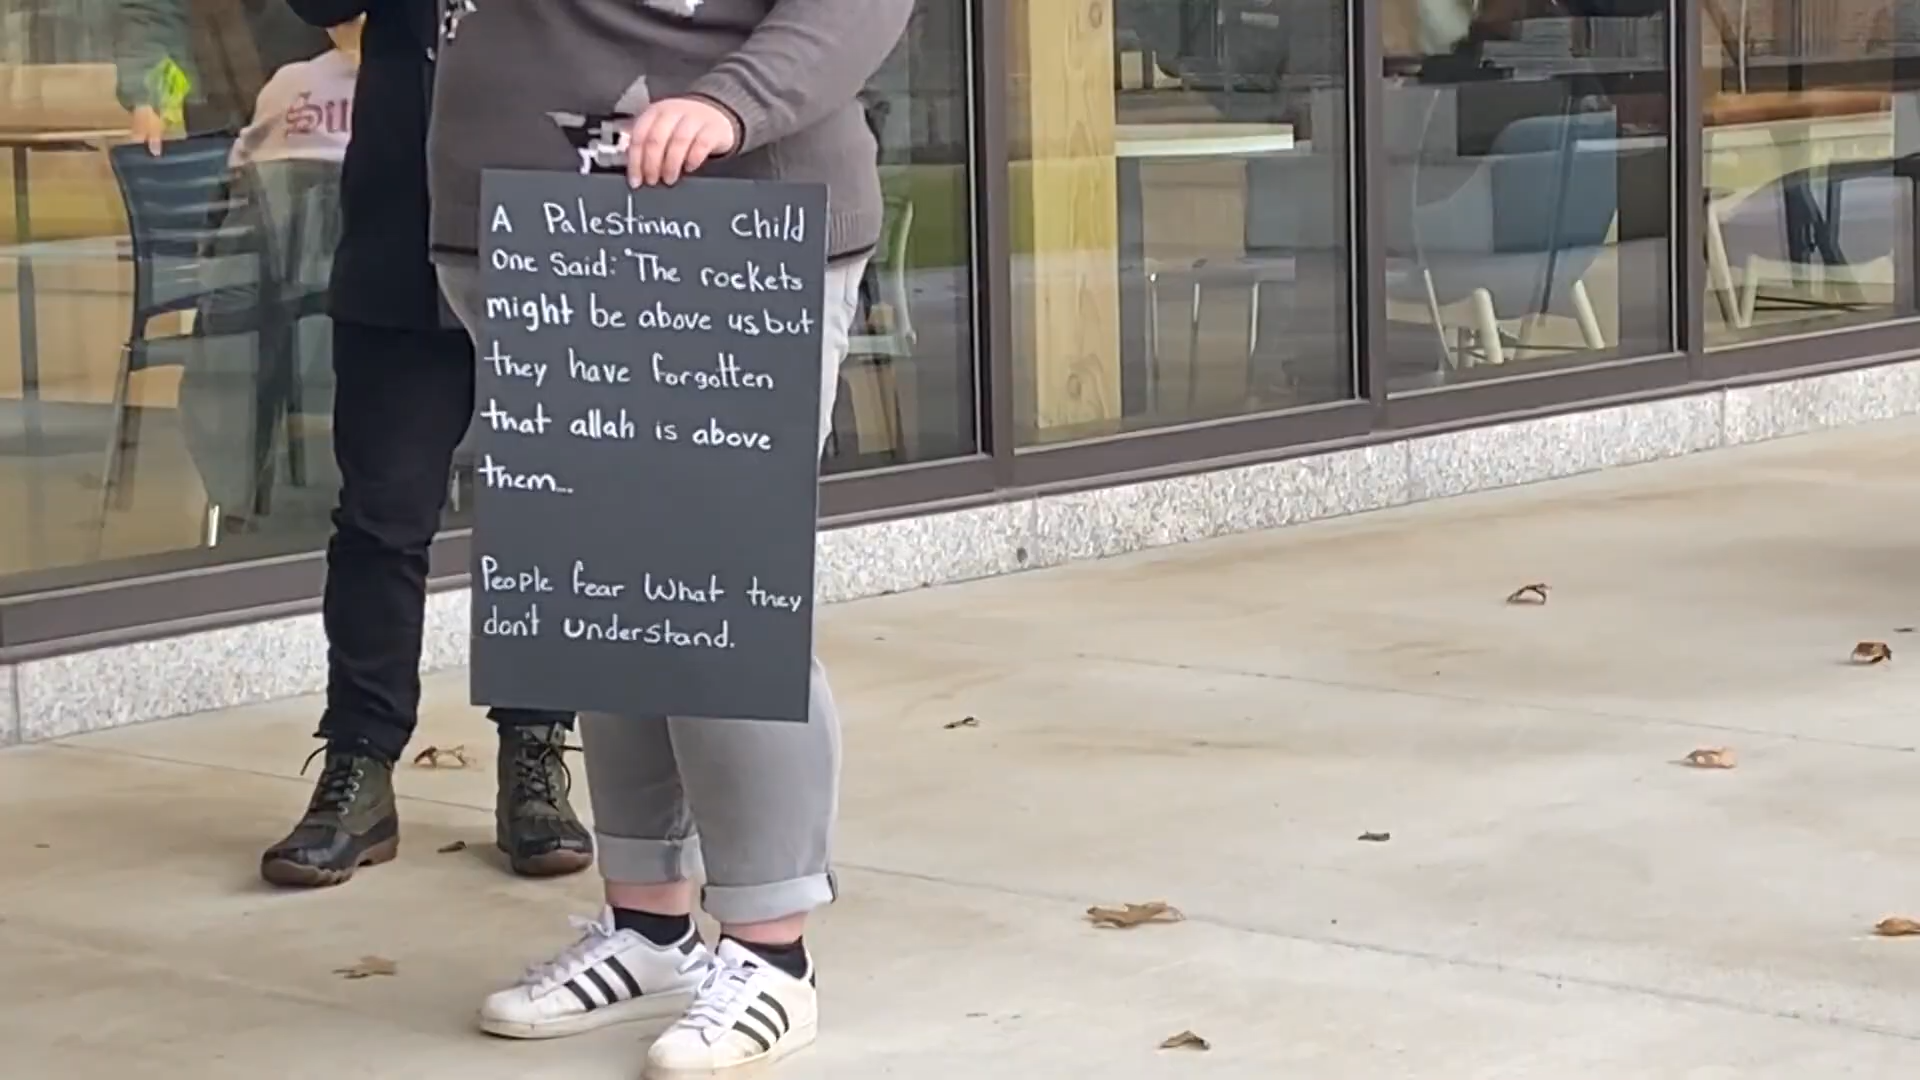 A Palestinian Child
One Said: "The rockets
might be above us but
they have forgotten
that allah is above
them...
People fear What they
don't Understand.